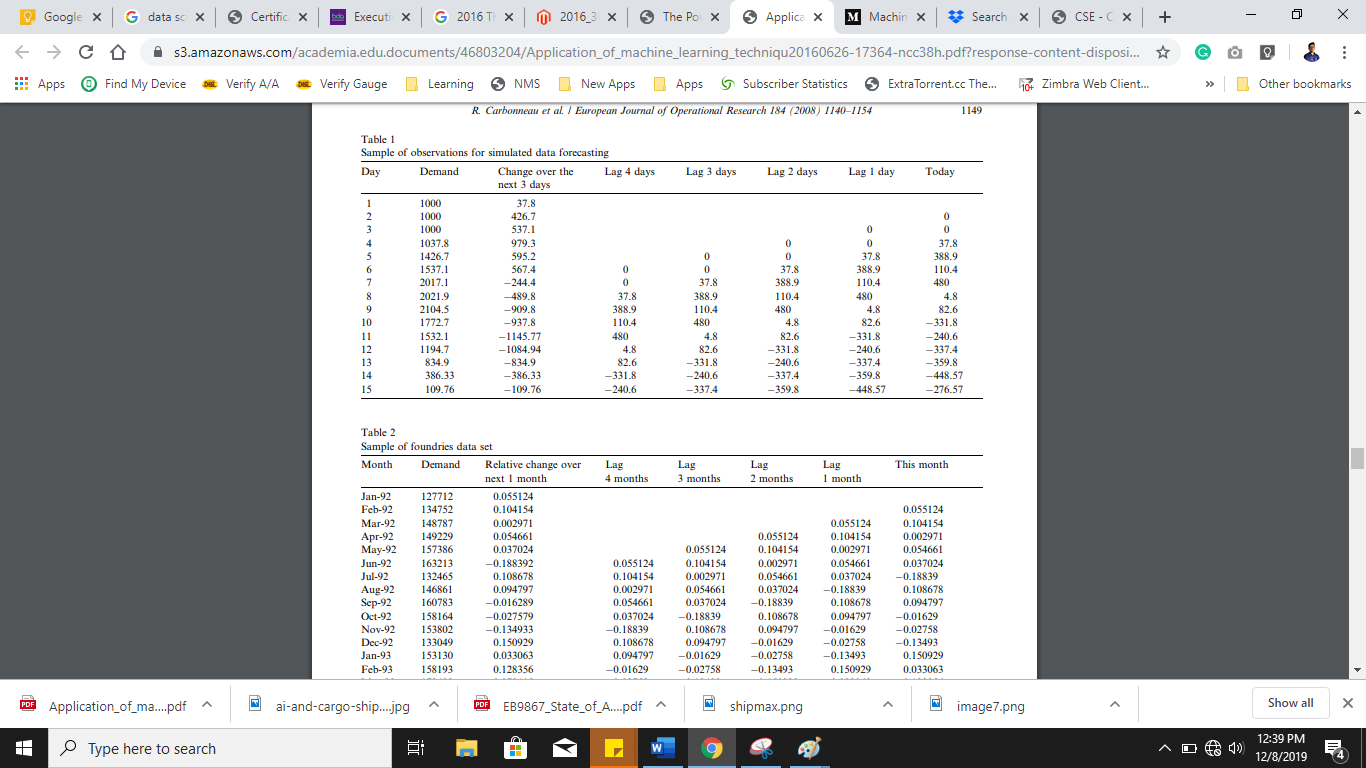 Google
data sc
Certific
Executi
2016 Tl
2016_3
The Po
Applica
Machin
Search
CSE - C
s3.amazonaws.com/academia.edu.documents/46803204/Application_of_machine_learning_techniqu20160626-17364-ncc38h.pdf?response-content-disposi...
Apps Find My Device Verify A/A Verify Gauge Learning NMS New Apps Apps Subscriber Statistics ExtraTorrent.cc The... Zimbra Web Client... » Other bookmarks
R. Carbonneau et al. / European Journal of Operational Research 184 (2008) 1140–1154 1149
Table 1
Sample of observations for simulated data forecasting
Day Demand Change over the Lag 4 days Lag 3 days Lag 2 days Lag 1 day Today
next 3 days
1 1000 37.8
2 1000 426.7 0
3 1000 537.1 0 0
4 1037.8 979.3 0 0 37.8
5 1426.7 595.2 0 0 37.8 388.9
6 1537.1 567.4 0 0 37.8 388.9 110.4
7 2017.1 −244.4 0 37.8 388.9 110.4 480
8 2021.9 −489.8 37.8 388.9 110.4 480 4.8
9 2104.5 −909.8 388.9 110.4 480 4.8 82.6
10 1772.7 −937.8 110.4 480 4.8 82.6 −331.8
11 1532.1 −1145.77 480 4.8 82.6 −331.8 −240.6
12 1194.7 −1084.94 4.8 82.6 −331.8 −240.6 −337.4
13 834.9 −834.9 82.6 −331.8 −240.6 −337.4 −359.8
14 386.33 −386.33 −331.8 −240.6 −337.4 −359.8 −448.57
15 109.76 −109.76 −240.6 −337.4 −359.8 −448.57 −276.57
Table 2
Sample of foundries data set
Month Demand Relative change over Lag Lag Lag Lag This month
next 1 month 4 months 3 months 2 months 1 month
Jan-92 127712 0.055124
Feb-92 134752 0.104154 0.055124
Mar-92 148787 0.002971 0.055124 0.104154
Apr-92 149229 0.054661 0.055124 0.104154 0.002971
May-92 157386 0.037024 0.055124 0.104154 0.002971 0.054661
Jun-92 163213 −0.188392 0.055124 0.104154 0.002971 0.054661 0.037024
Jul-92 132465 0.108678 0.104154 0.002971 0.054661 0.037024 −0.18839
Aug-92 146861 0.094797 0.002971 0.054661 0.037024 −0.18839 0.108678
Sep-92 160783 −0.016289 0.054661 0.037024 −0.18839 0.108678 0.094797
Oct-92 158164 −0.027579 0.037024 −0.18839 0.108678 0.094797 −0.01629
Nov-92 153802 −0.134933 −0.18839 0.108678 0.094797 −0.01629 −0.02758
Dec-92 133049 0.150929 0.108678 0.094797 −0.01629 −0.02758 −0.13493
Jan-93 153130 0.033063 0.094797 −0.01629 −0.02758 −0.13493 0.150929
Feb-93 158193 0.128356 −0.01629 −0.02758 −0.13493 0.150929 0.033063
Application_of_ma....pdf
ai-and-cargo-ship....jpg
EB9867_State_of_A....pdf
shipmax.png
image7.png
Show all
Type here to search
12:39 PM
12/8/2019
4